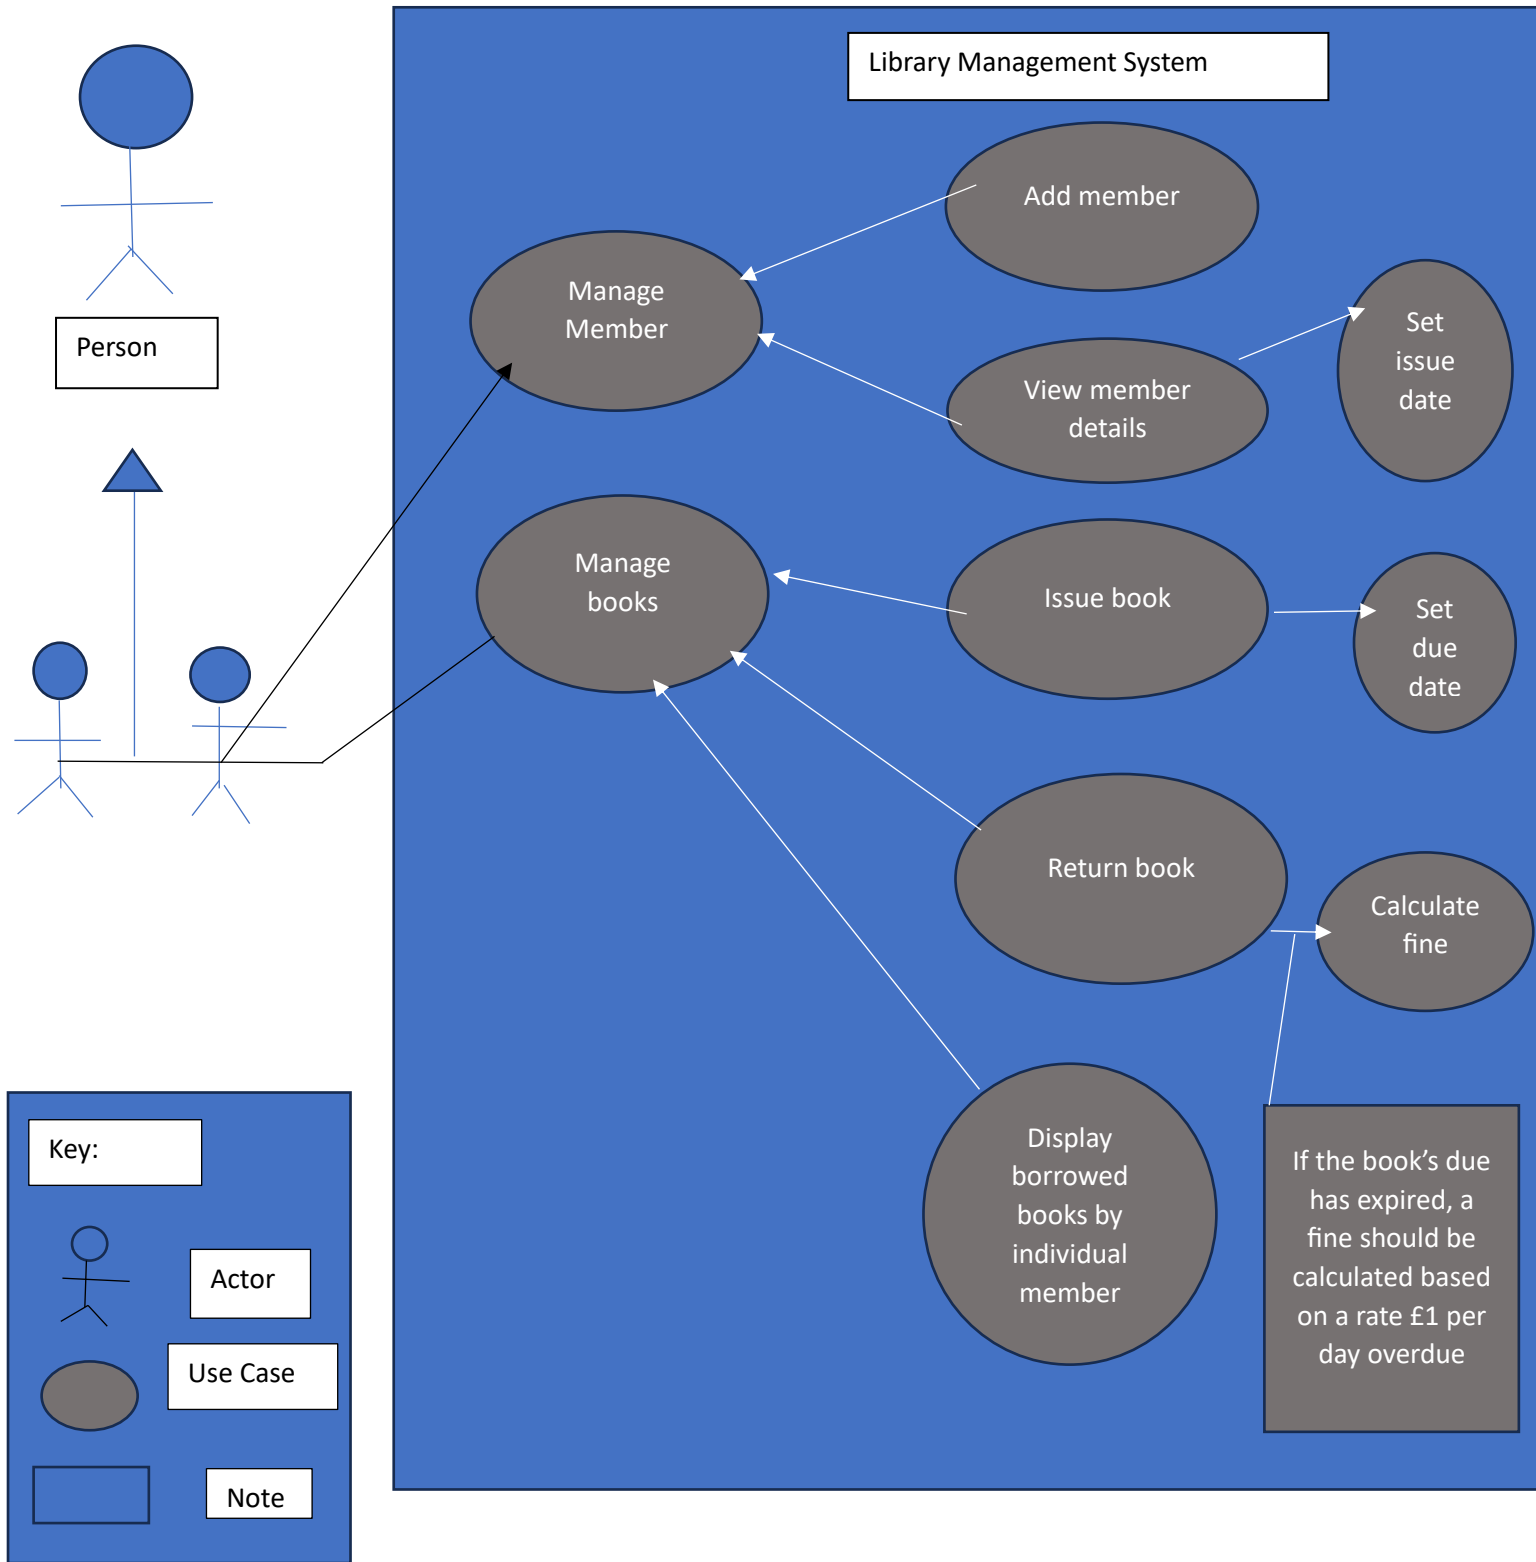 Library Management System
Person
Add member
Manage
Member
View member
details
Set
issue
date
Manage
books
Issue book
Set
due
date
Return book
Calculate
fine
Display
borrowed
books by
individual
member
If the book’s due
has expired, a
fine should be
calculated based
on a rate £1 per
day overdue
Key:
Actor
Use Case
Note